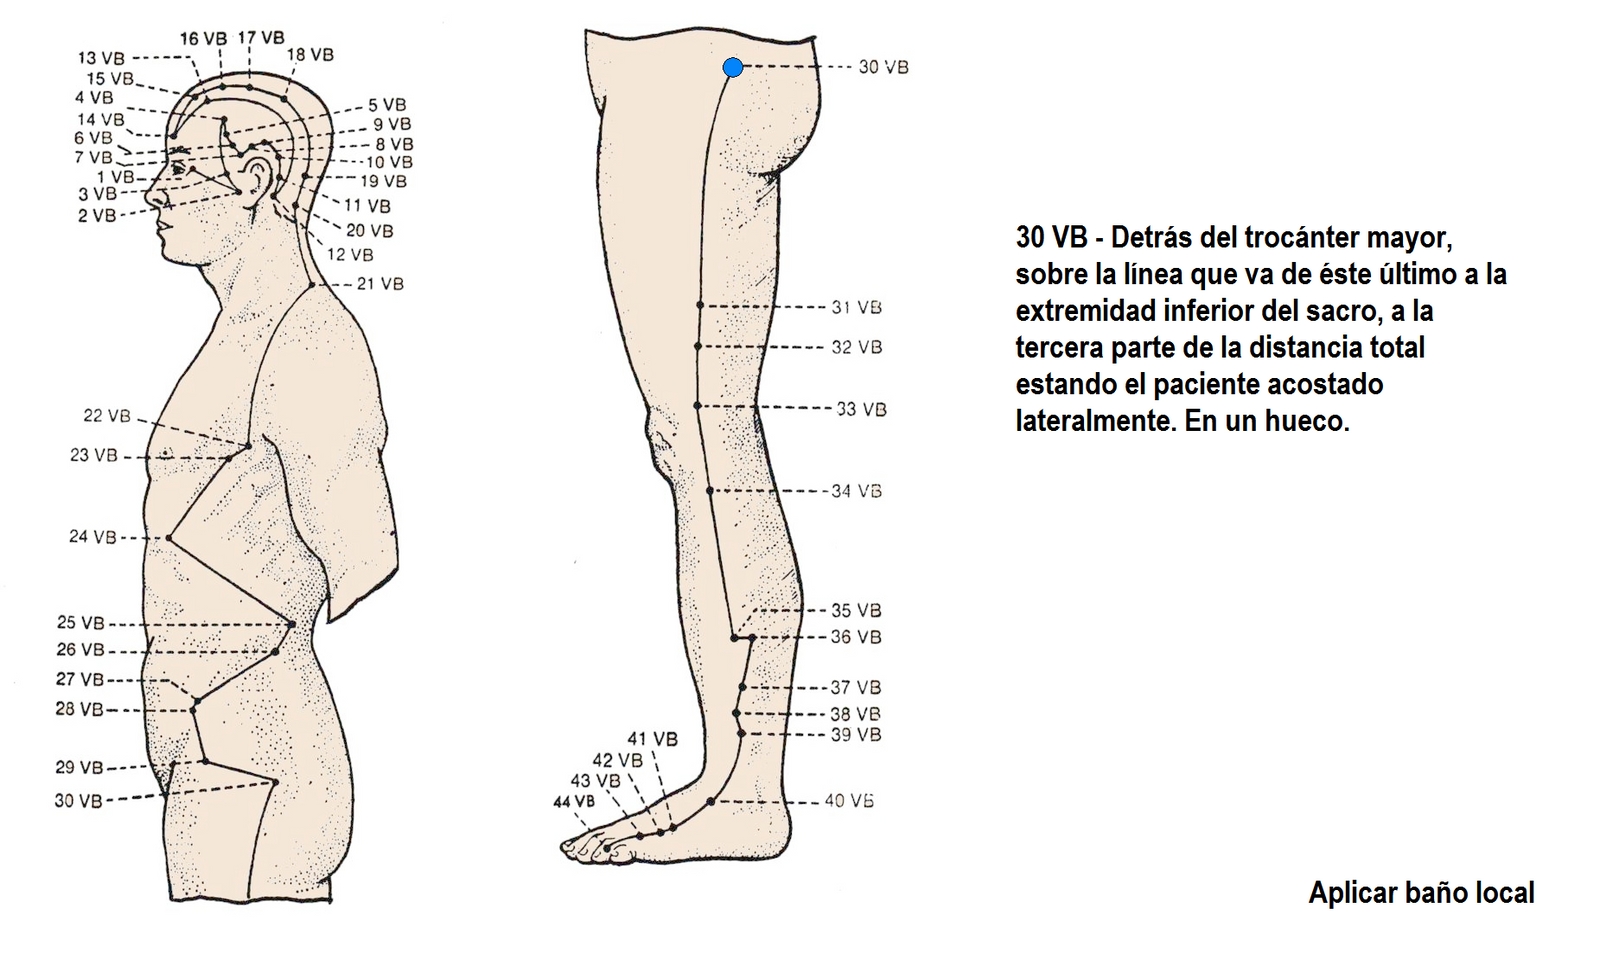 16 VB
17 VB
13 VB
18 VB
15 VB
4 VB
5 VB
14 VB
9 VB
6 VB
8 VB
7 VB
10 VB
1 VB
19 VB
3 VB
11 VB
2 VB
20 VB
12 VB
21 VB
22 VB
23 VB
24 VB
25 VB
26 VB
27 VB
28 VB
29 VB
30 VB
30 VB
31 VB
32 VB
33 VB
34 VB
35 VB
36 VB
37 VB
38 VB
39 VB
41 VB
42 VB
43 VB
44 VB
40 VB
30 VB - Detrás del trocánter mayor,
sobre la línea que va de éste último a la
extremidad inferior del sacro, a la
tercera parte de la distancia total
estando el paciente acostado
lateralmente. En un hueco.
Aplicar baño local